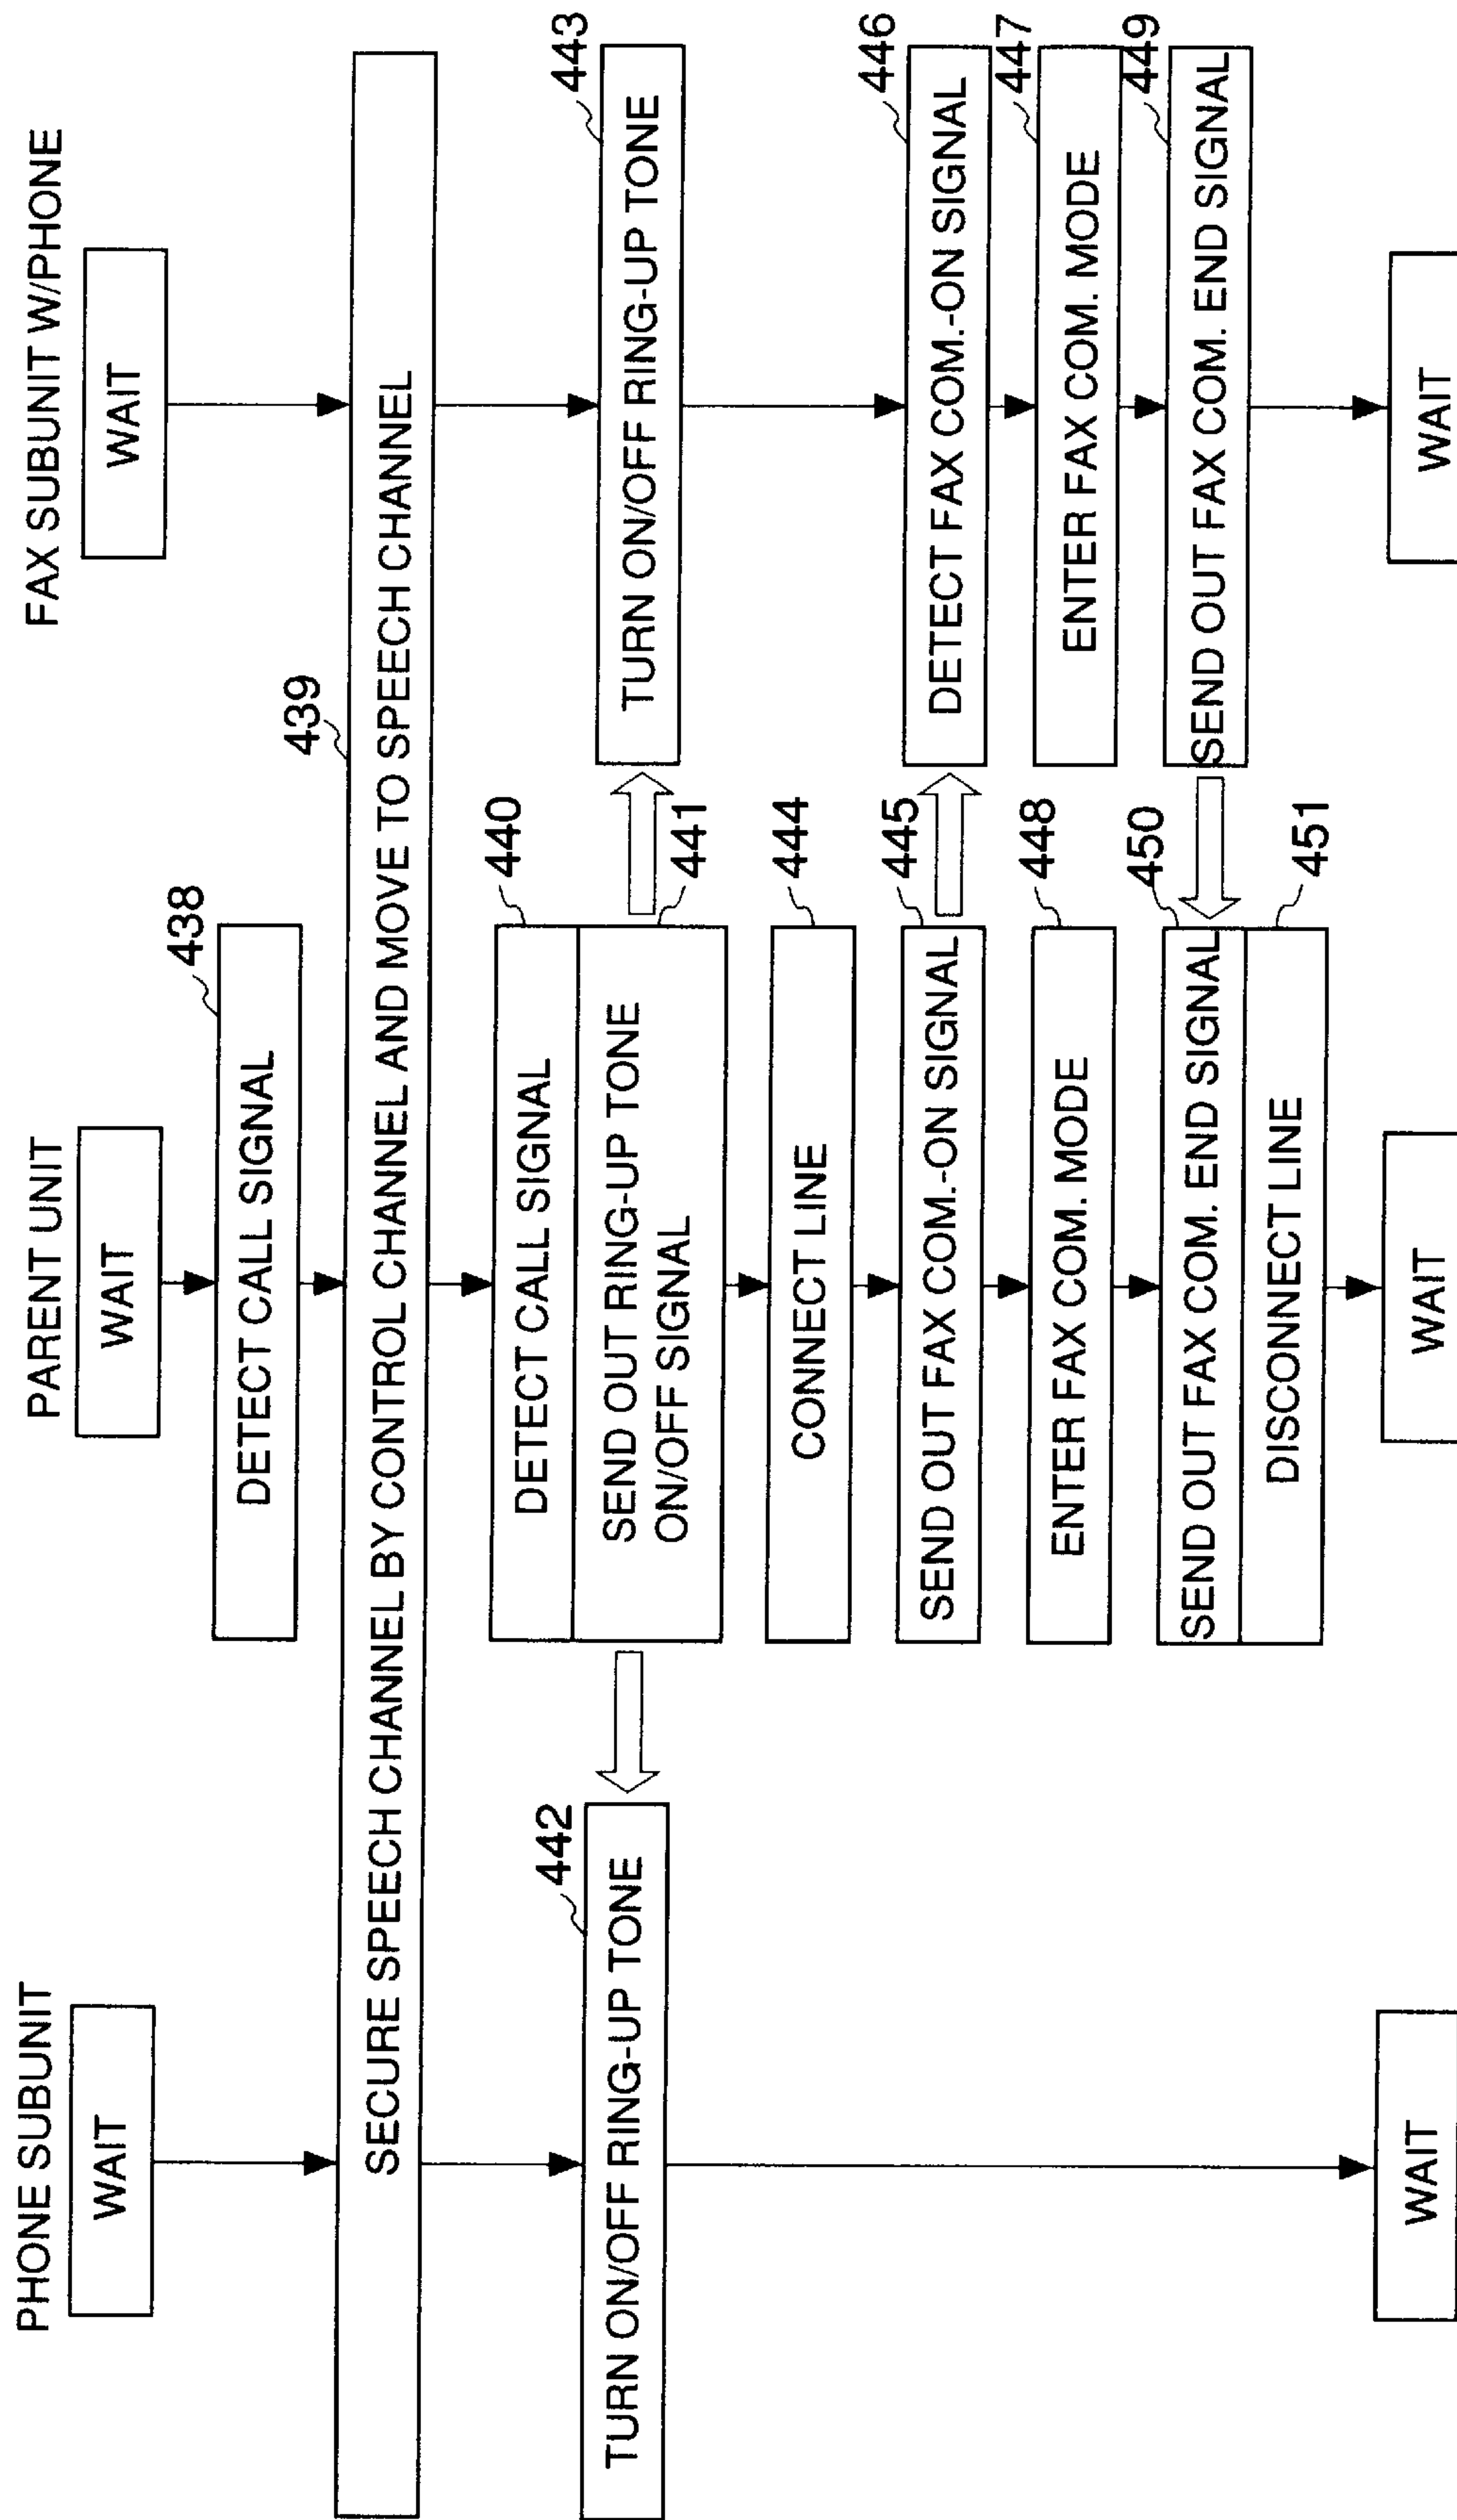 PHONE SUBUNIT
PARENT UNIT
FAX SUBUNIT W/PHONE
WAIT
WAIT
WAIT
438
DETECT CALL SIGNAL
439
SECURE SPEECH CHANNEL BY CONTROL CHANNEL AND MOVE TO SPEECH CHANNEL
440
DETECT CALL SIGNAL
442
TURN ON/OFF RING-UP TONE
SEND OUT RING-UP TONE
ON/OFF SIGNAL
441
443
TURN ON/OFF RING-UP TONE
444
CONNECT LINE
445
SEND OUT FAX COM.-ON SIGNAL
446
DETECT FAX COM.-ON SIGNAL
448
ENTER FAX COM. MODE
447
ENTER FAX COM. MODE
450
SEND OUT FAX COM. END SIGNAL
449
SEND OUT FAX COM. END SIGNAL
451
DISCONNECT LINE
WAIT
WAIT
WAIT